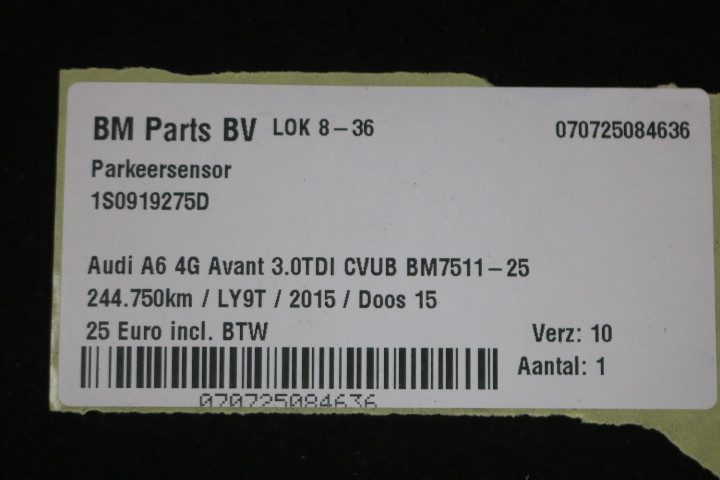 BM Parts BV LOK 8-36 070725084636
Parkeersensor
1S0919275D
Audi A6 4G Avant 3.0TDI CVUB BM7511-25
244.750km / LY9T / 2015 / Doos 15
25 Euro incl. BTW Verz: 10
Aantal: 1
070725084636